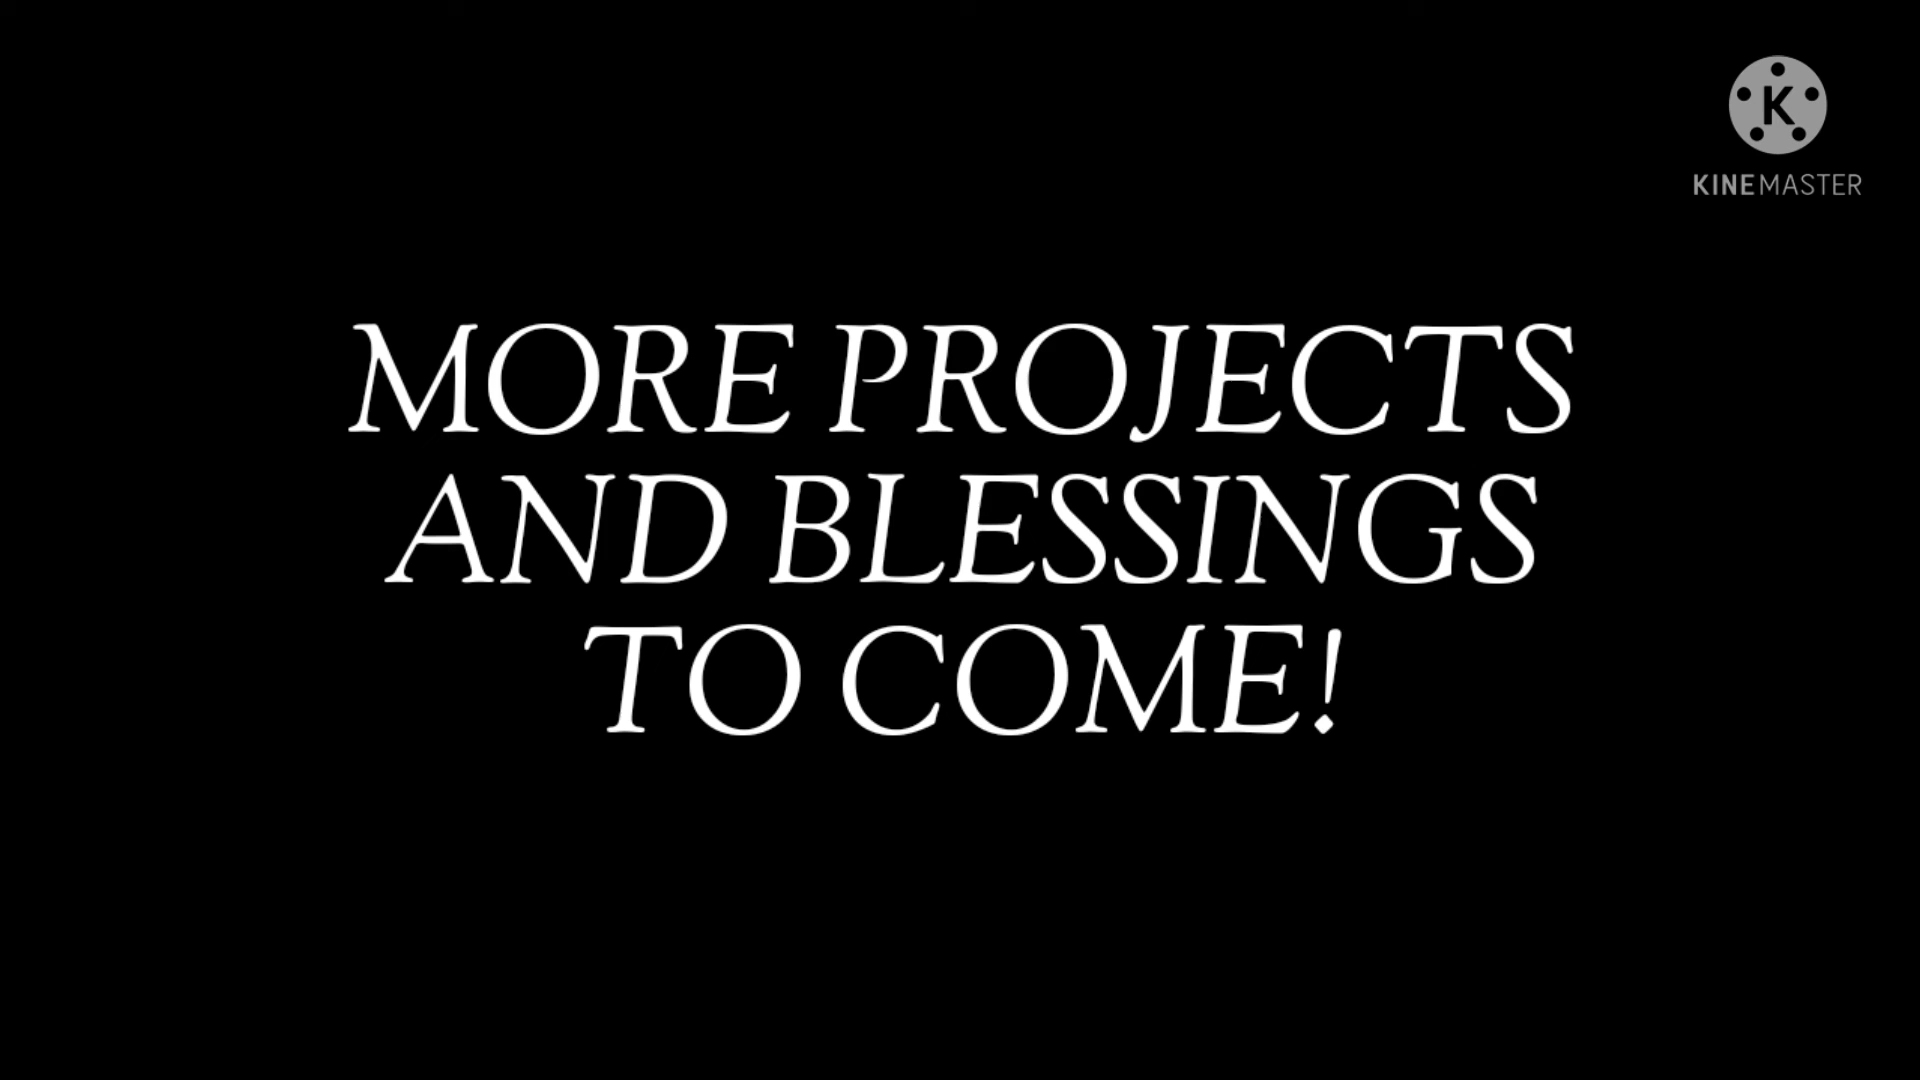 K
KINEMASTER
MORE PROJECTS
AND BLESSINGS
TO COME!